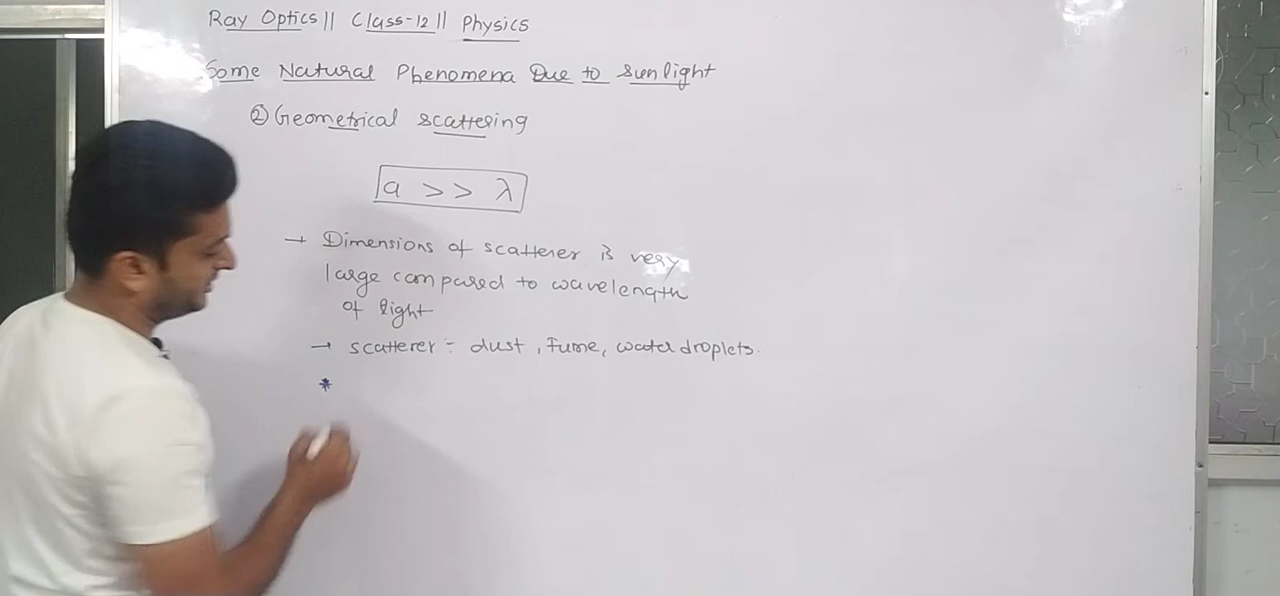 Ray Optics || Class-12 || Physics
Some Natural Phenomena Due to Sunlight
② Geometrical scattering
a >> λ
→ Dimensions of scatterer is very
large compared to wavelength
of light
→ scatterer:- dust, fume, water droplets.
*